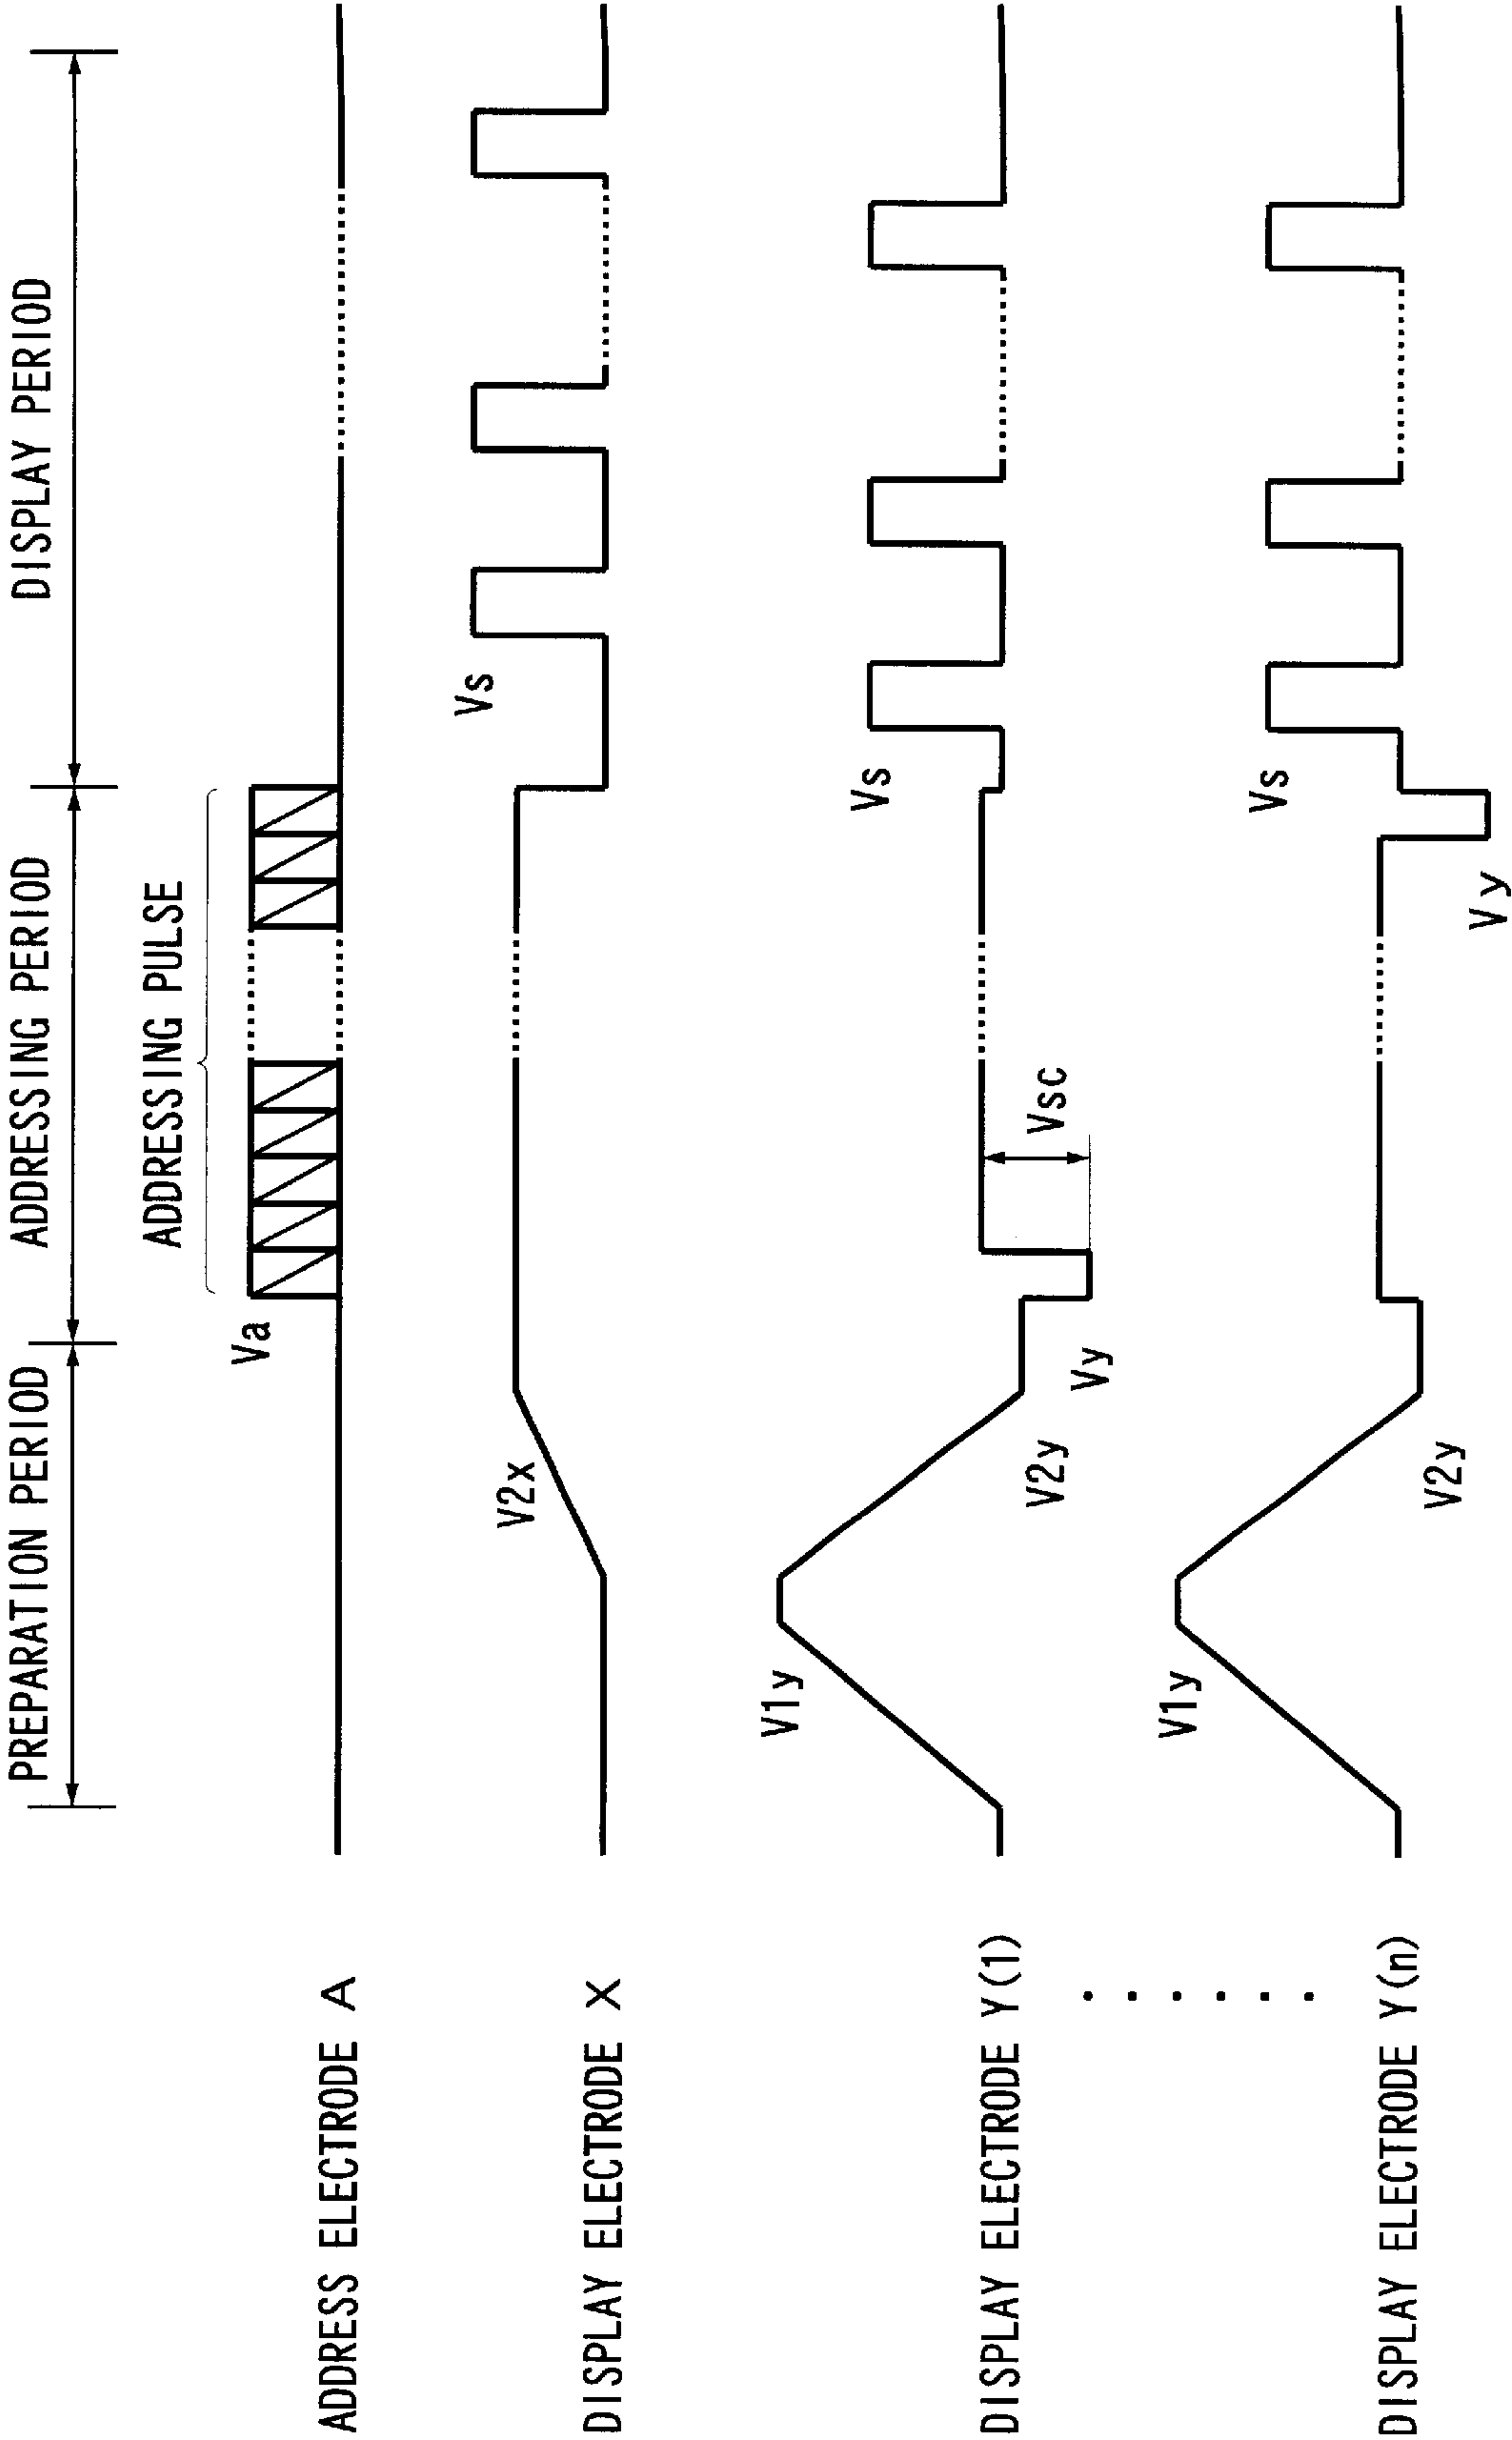 PREPARATION PERIOD
ADDRESSING PERIOD
DISPLAY PERIOD
ADDRESSING PULSE
ADDRESS ELECTRODE A
Va
DISPLAY ELECTRODE X
V2x
Vs
DISPLAY ELECTRODE Y(1)
V1y
V2y
Vy
Vsc
Vs
DISPLAY ELECTRODE Y(n)
V1y
V2y
Vy
Vs